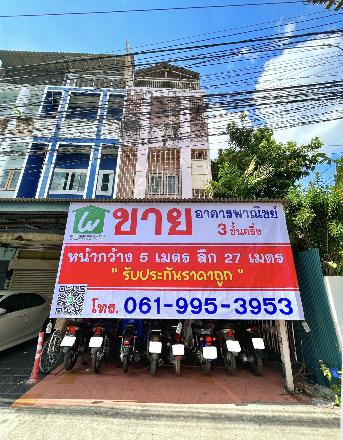 ขาย
อาคารพาณิชย์
3 ชั้นครึ่ง
หน้ากว้าง 5 เมตร ลึก 27 เมตร
" รับประกันราคาถูก "
โทร. 061-995-3953